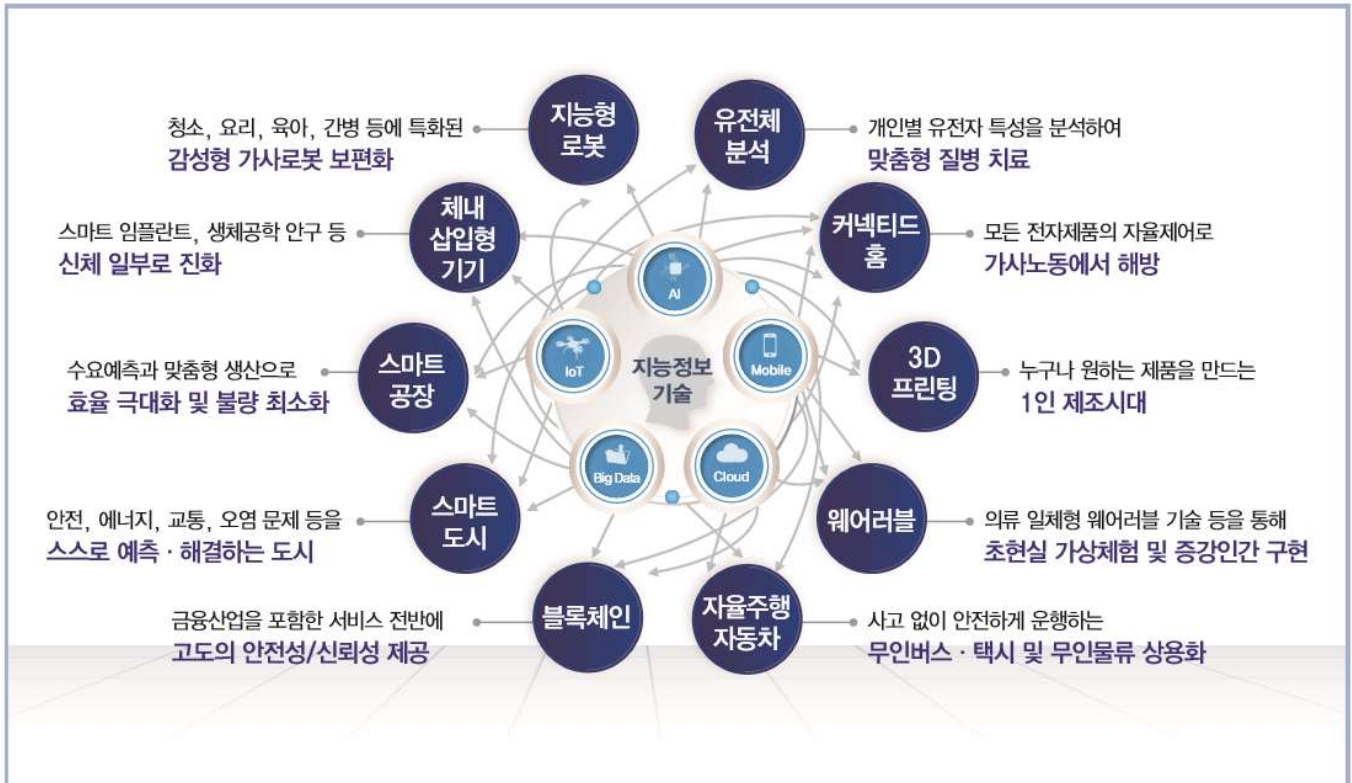 지능형
로봇
청소, 요리, 육아, 간병 등에 특화된
감성형 가사로봇 보편화
유전체
분석
개인별 유전자 특성을 분석하여
맞춤형 질병 치료
체내
삽입형
기기
스마트 임플란트, 생체공학 안구 등
신체 일부로 진화
커넥티드
홈
모든 전자제품의 자율제어로
가사노동에서 해방
AI
IoT
지능정보
기술
Mobile
Big Data
Cloud
스마트
공장
수요예측과 맞춤형 생산으로
효율 극대화 및 불량 최소화
3D
프린팅
누구나 원하는 제품을 만드는
1인 제조시대
스마트
도시
안전, 에너지, 교통, 오염 문제 등을
스스로 예측 · 해결하는 도시
웨어러블
의류 일체형 웨어러블 기술 등을 통해
초현실 가상체험 및 증강인간 구현
블록체인
금융산업을 포함한 서비스 전반에
고도의 안전성/신뢰성 제공
자율주행
자동차
사고 없이 안전하게 운행하는
무인버스 · 택시 및 무인물류 상용화